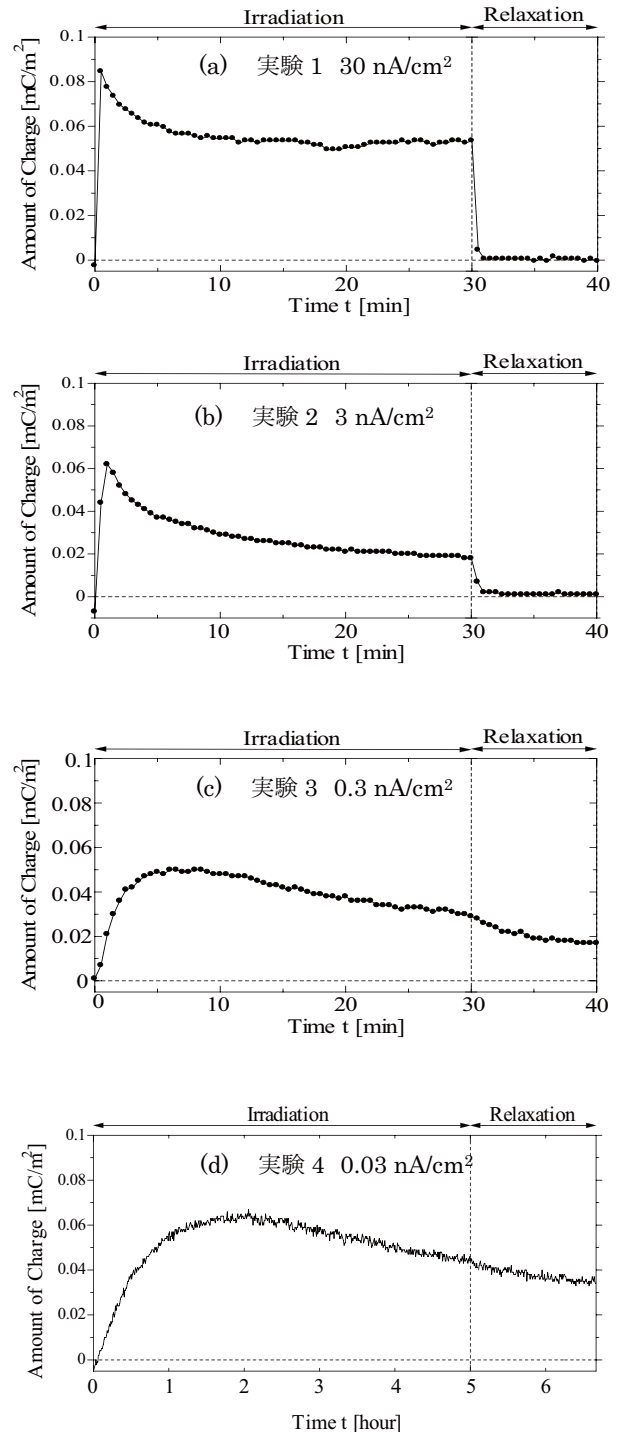 Irradiation Relaxation
0.1
0.08
0.06
0.04
0.02
0
Amount of Charge [mC/m²]
(a) 実験 1 30 nA/cm²
0 10 20 30 40
Time t [min]
Irradiation Relaxation
0.1
0.08
0.06
0.04
0.02
0
Amount of Charge [mC/m²]
(b) 実験 2 3 nA/cm²
0 10 20 30 40
Time t [min]
Irradiation Relaxation
0.1
0.08
0.06
0.04
0.02
0
Amount of Charge [mC/m²]
(c) 実験 3 0.3 nA/cm²
0 10 20 30 40
Time t [min]
Irradiation Relaxation
0.1
0.08
0.06
0.04
0.02
0
Amount of Charge [mC/m²]
(d) 実験 4 0.03 nA/cm²
0 1 2 3 4 5 6
Time t [hour]